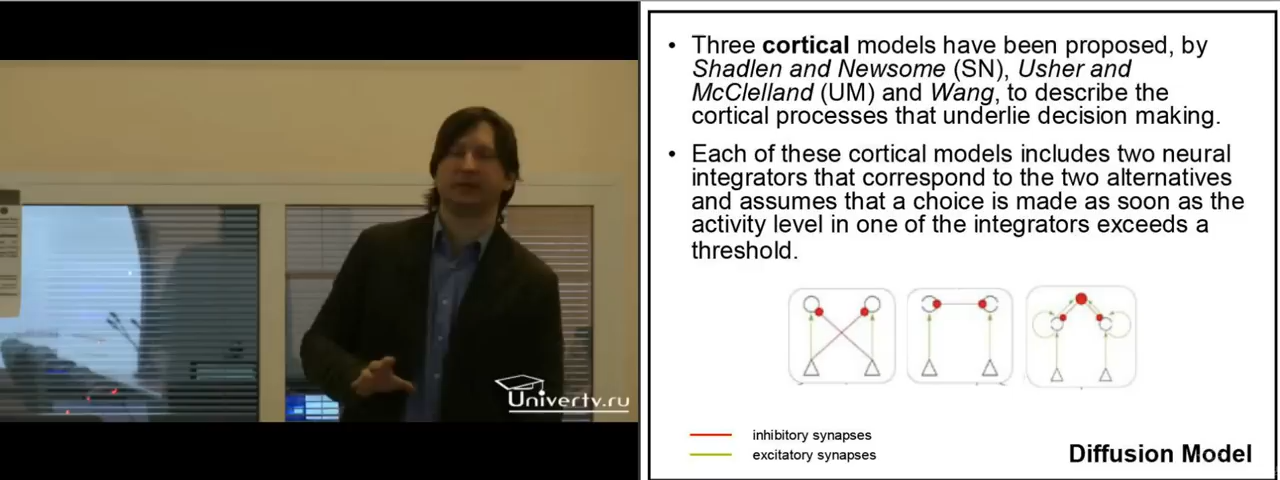 • Three cortical models have been proposed, by
Shadlen and Newsome (SN), Usher and
McClelland (UM) and Wang, to describe the
cortical processes that underlie decision making.
• Each of these cortical models includes two neural
integrators that correspond to the two alternatives
and assumes that a choice is made as soon as the
activity level in one of the integrators exceeds a
threshold.
inhibitory synapses
excitatory synapses
Diffusion Model
Univertv.ru